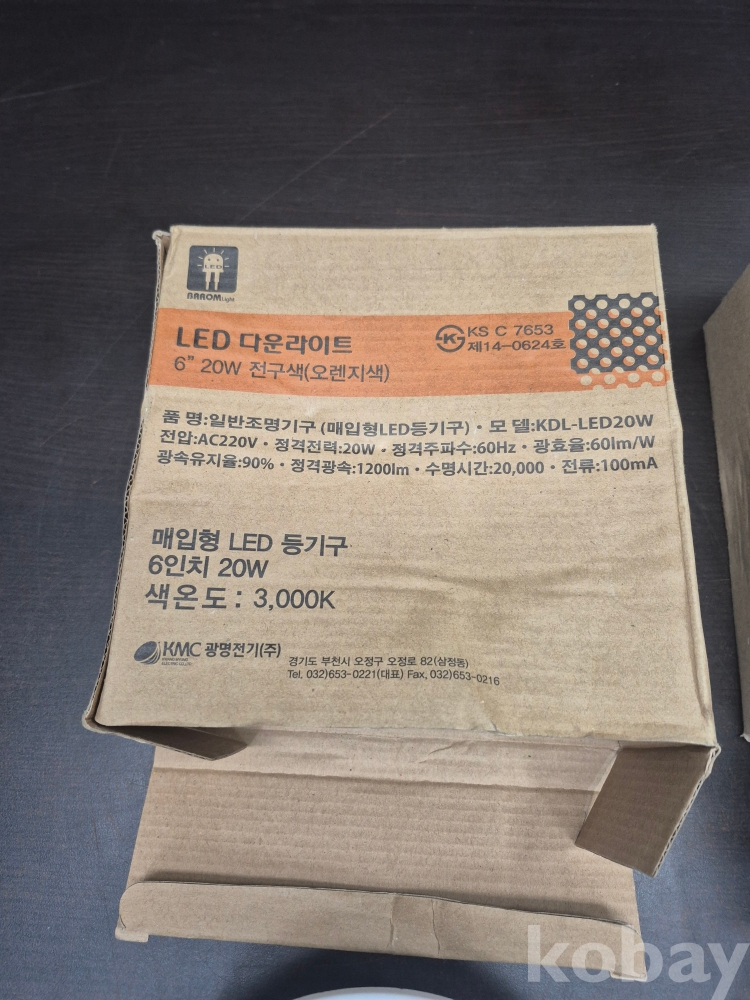 LED
BAROM Light
LED 다운라이트
6” 20W 전구색(오렌지색)
KS C 7653
제14-0624호
품 명:일반조명기구 (매입형LED등기구) · 모 델:KDL-LED20W
전압:AC220V · 정격전력:20W · 정격주파수:60Hz · 광효율:60lm/W
광속유지율:90% · 정격광속:1200lm · 수명시간:20,000 · 전류:100mA
매입형 LED 등기구
6인치 20W
색온도 : 3,000K
KMC 광명전기(주)
경기도 부천시 오정구 오정로 82(삼정동)
Tel. 032)653-0221(대표) Fax, 032)653-0216
kobay